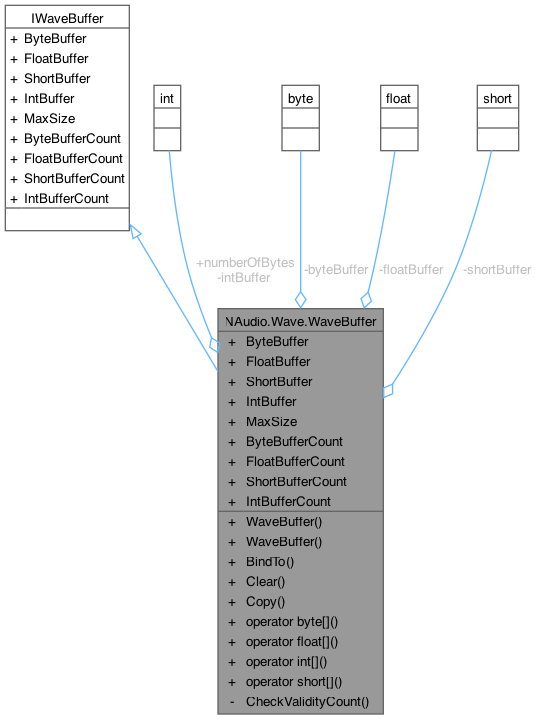 IWaveBuffer
+ ByteBuffer
+ FloatBuffer
+ ShortBuffer
+ IntBuffer
+ MaxSize
+ ByteBufferCount
+ FloatBufferCount
+ ShortBufferCount
+ IntBufferCount
int
byte
float
short
+numberOfBytes
-intBuffer
-byteBuffer
-floatBuffer
-shortBuffer
NAudio.Wave.WaveBuffer
+ ByteBuffer
+ FloatBuffer
+ ShortBuffer
+ IntBuffer
+ MaxSize
+ ByteBufferCount
+ FloatBufferCount
+ ShortBufferCount
+ IntBufferCount
+ WaveBuffer()
+ WaveBuffer()
+ BindTo()
+ Clear()
+ Copy()
+ operator byte[]()
+ operator float[]()
+ operator int[]()
+ operator short[]()
- CheckValidityCount()